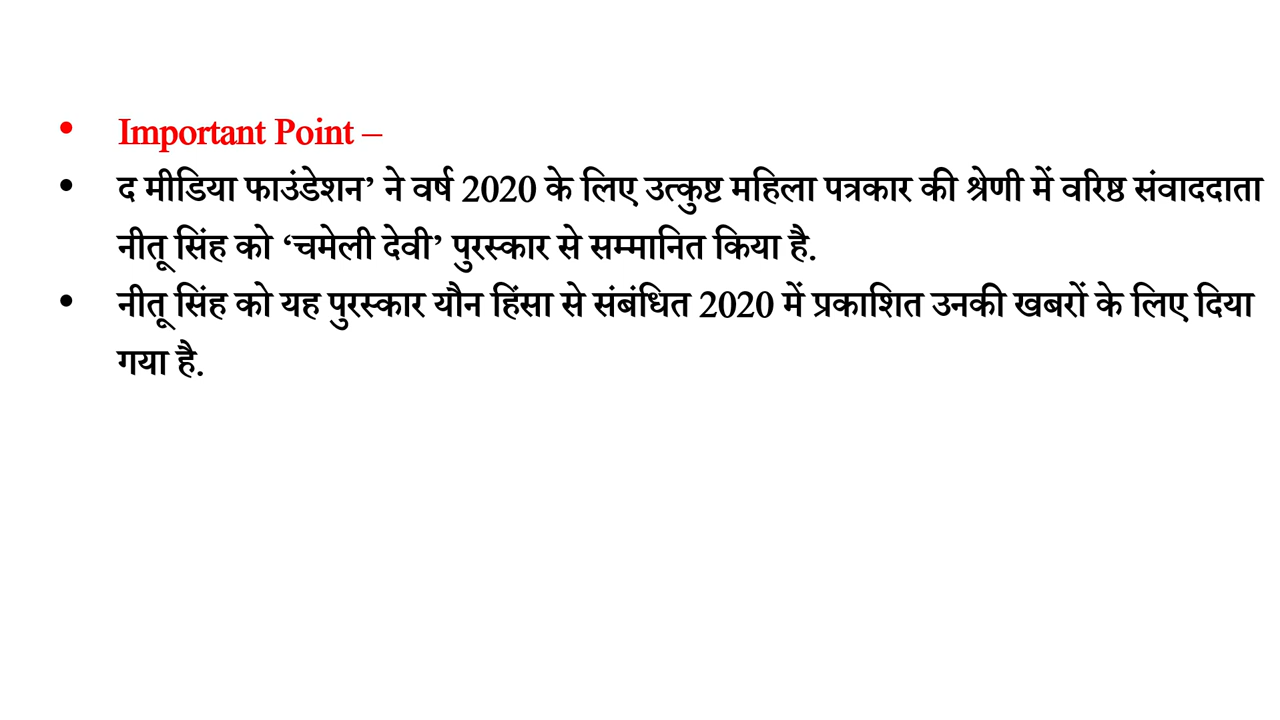 • Important Point –
• द मीडिया फाउंडेशन’ ने वर्ष 2020 के लिए उत्कुष्ट महिला पत्रकार की श्रेणी में वरिष्ठ संवाददाता
नीतू सिंह को ‘चमेली देवी’ पुरस्कार से सम्मानित किया है.
• नीतू सिंह को यह पुरस्कार यौन हिंसा से संबंधित 2020 में प्रकाशित उनकी खबरों के लिए दिया
गया है.